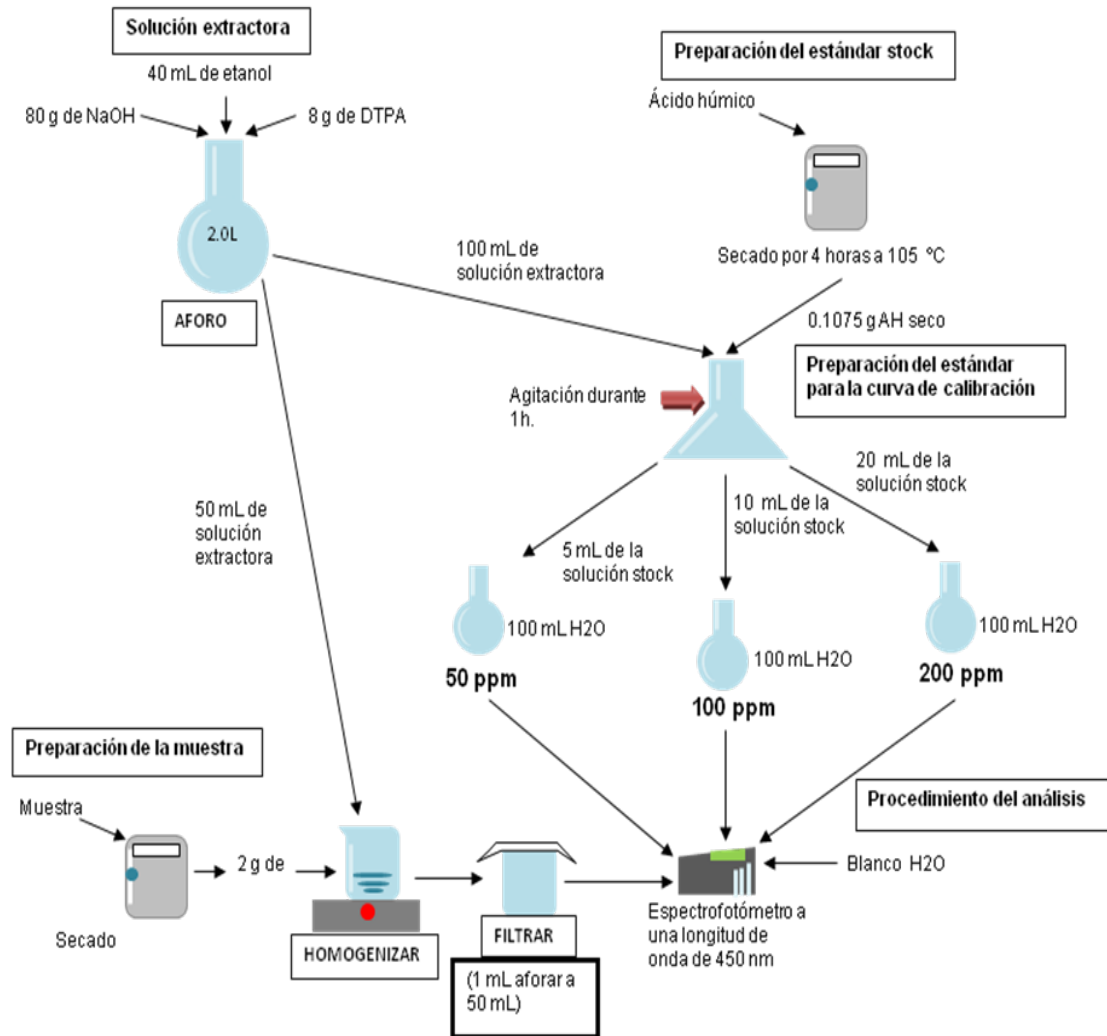 Solución extractora
40 mL de etanol
80 g de NaOH
8 g de DTPA
2.0L
AFORO
Preparación del estándar stock
Ácido húmico
Secado por 4 horas a 105 °C
100 mL de
solución extractora
0.1075 g AH seco
Preparación del estándar
para la curva de calibración
Agitación durante
1h.
50 mL de
solución
extractora
5 mL de la
solución stock
10 mL de la
solución stock
20 mL de la
solución stock
100 mL H2O
50 ppm
100 mL H2O
100 ppm
100 mL H2O
200 ppm
Preparación de la muestra
Muestra
Secado
2 g de
HOMOGENIZAR
FILTRAR
(1 mL aforar a
50 mL)
Procedimiento del análisis
Blanco H2O
Espectrofotómetro a
una longitud de
onda de 450 nm